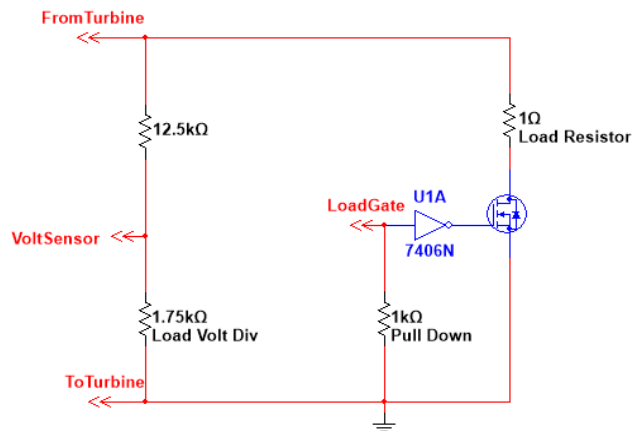 FromTurbine
12.5kΩ
1Ω
Load Resistor
U1A
LoadGate
7406N
VoltSensor
1.75kΩ
Load Volt Div
1kΩ
Pull Down
ToTurbine